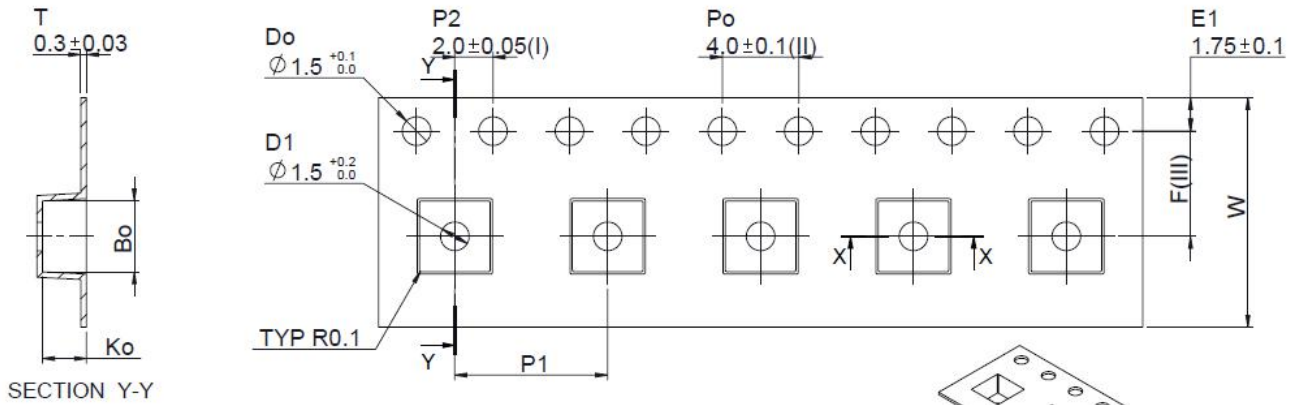 T
0.3±0.03
Do
Ø 1.5 +0.1 0.0
P2
2.0±0.05(I)
Po
4.0±0.1(II)
E1
1.75±0.1
Y
D1
Ø 1.5 +0.2 0.0
F(III)
W
Bo
X
X
TYP R0.1
Ko
Y
P1
SECTION Y-Y